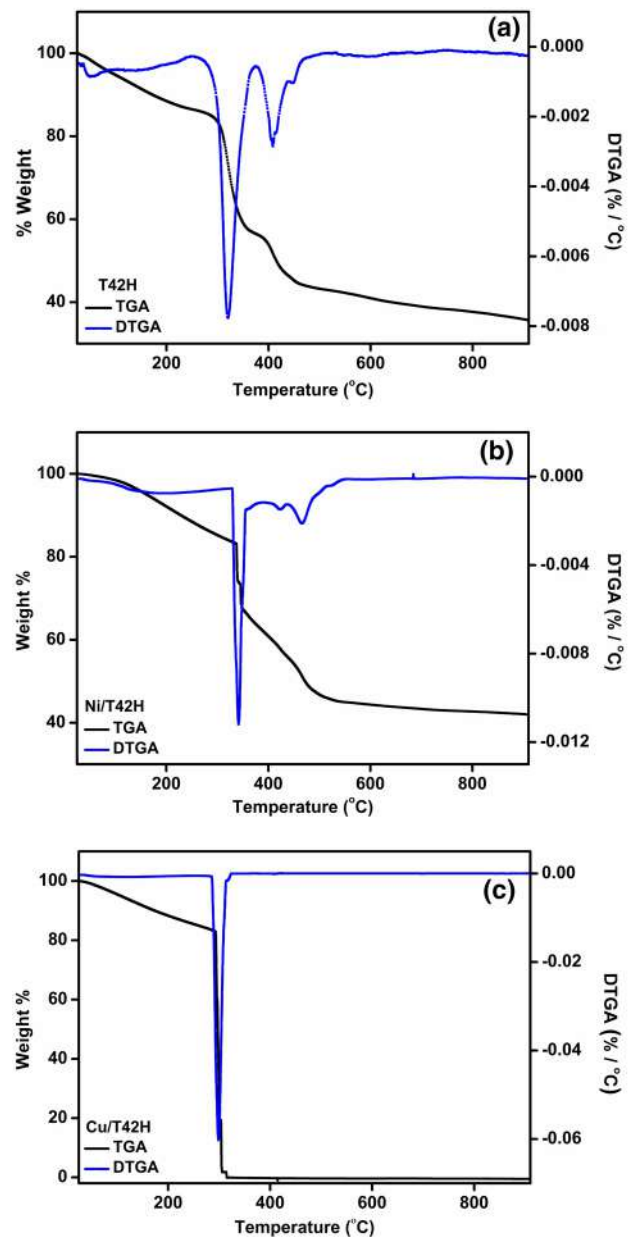 (a)
100
80
60
40
% Weight
0.000
-0.002
-0.004
-0.006
-0.008
DTGA (% / °C)
T42H
TGA
DTGA
200 400 600 800
Temperature (°C)
(b)
100
80
60
40
Weight %
0.000
-0.004
-0.008
-0.012
DTGA (% / °C)
Ni/T42H
TGA
DTGA
200 400 600 800
Temperature (°C)
(c)
100
80
60
40
20
0
Weight %
0.00
-0.02
-0.04
-0.06
DTGA (% / °C)
Cu/T42H
TGA
DTGA
200 400 600 800
Temperature (°C)